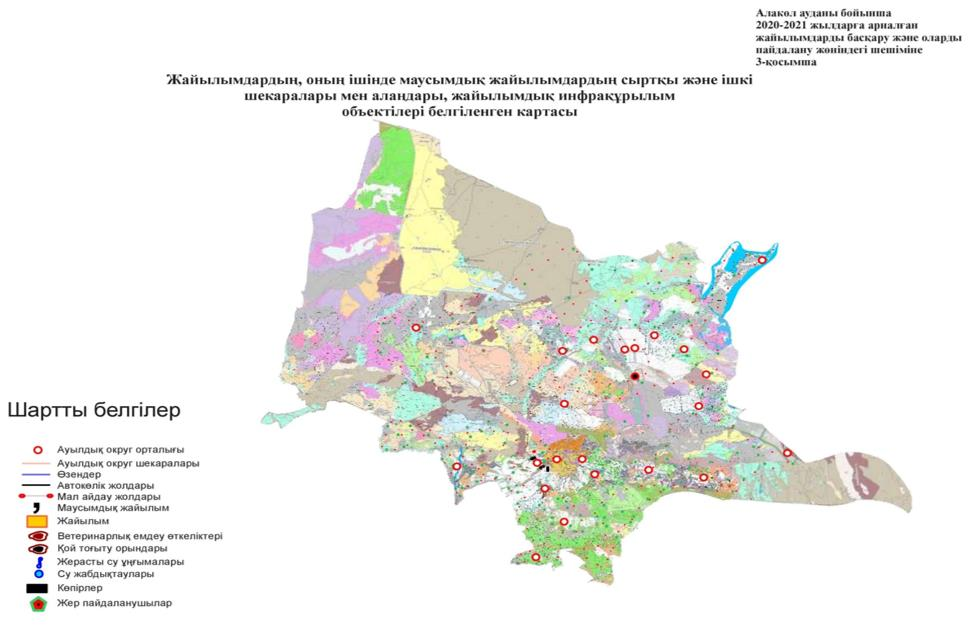 Алакөл ауданы бойынша
2020-2021 жылдарға арналған
жайылымдарды басқару және оларды
пайдалану жөніндегі шешіміне
3-қосымша
Жайылымдардың, оның ішінде маусымдық жайылымдардың сыртқы және ішкі
шекаралары мен алаңдары, жайылымдық инфрақұрылым
объектілері белгіленген картасы
Шартты белгілер
Ауылдық округ орталығы
Ауылдық округ шекаралары
Өзендер
Автокөлік жолдары
Мал айдау жолдары
Маусымдық жайылым
Жайылым
Ветеринарлық емдеу өткеліктері
Қой тоғыту орындары
Жерасты су ұңғымалары
Су жабдықтаулары
Көпірлер
Жер пайдаланушылар